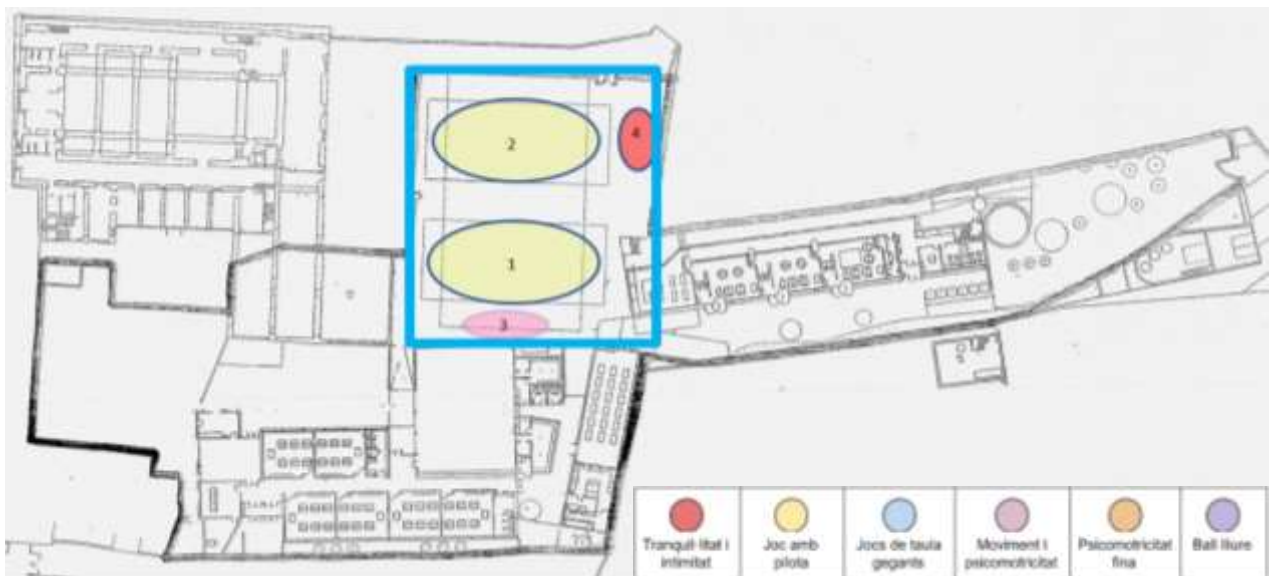 2
4
1
3
Tranquil·litat i
intimitat
Joc amb
pilota
Jocs de taula
gegants
Moviment i
psicomotricitat
Psicomotricitat
fina
Ball lliure